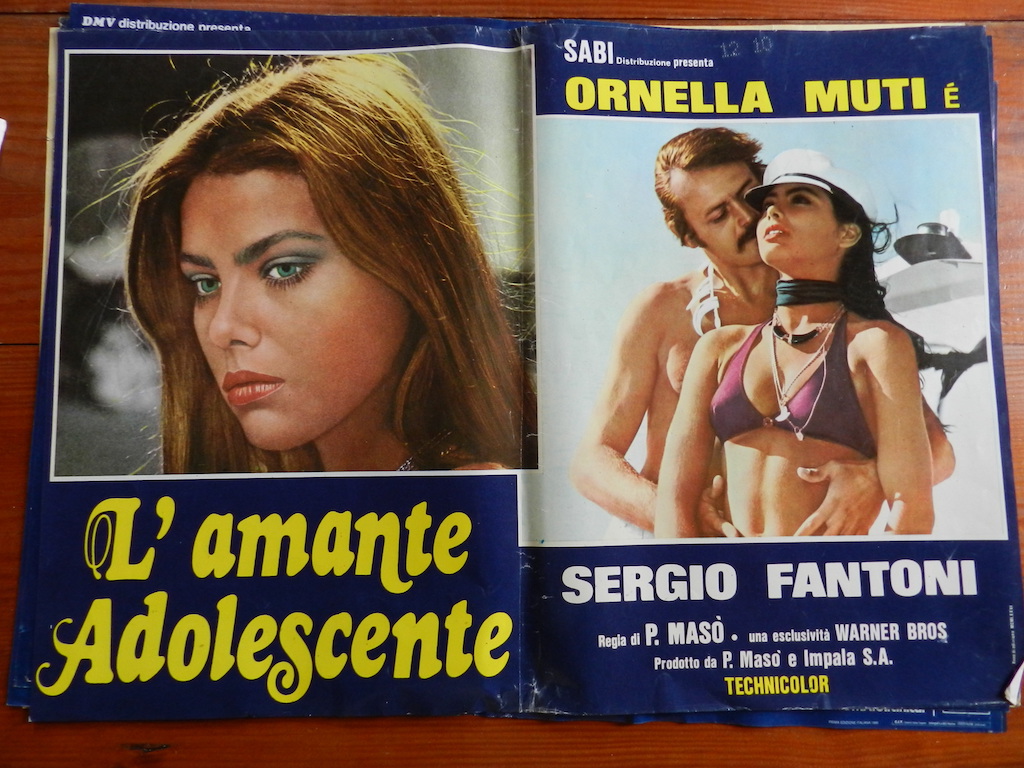 DMV distribuzione presenta
SABI Distribuzione presenta
12 10
ORNELLA MUTI É
L'amante
Adolescente
SERGIO FANTONI
Regia di P. MASÒ • una esclusività WARNER BROS
Prodotto da P. Masò e Impala S.A.
TECHNICOLOR